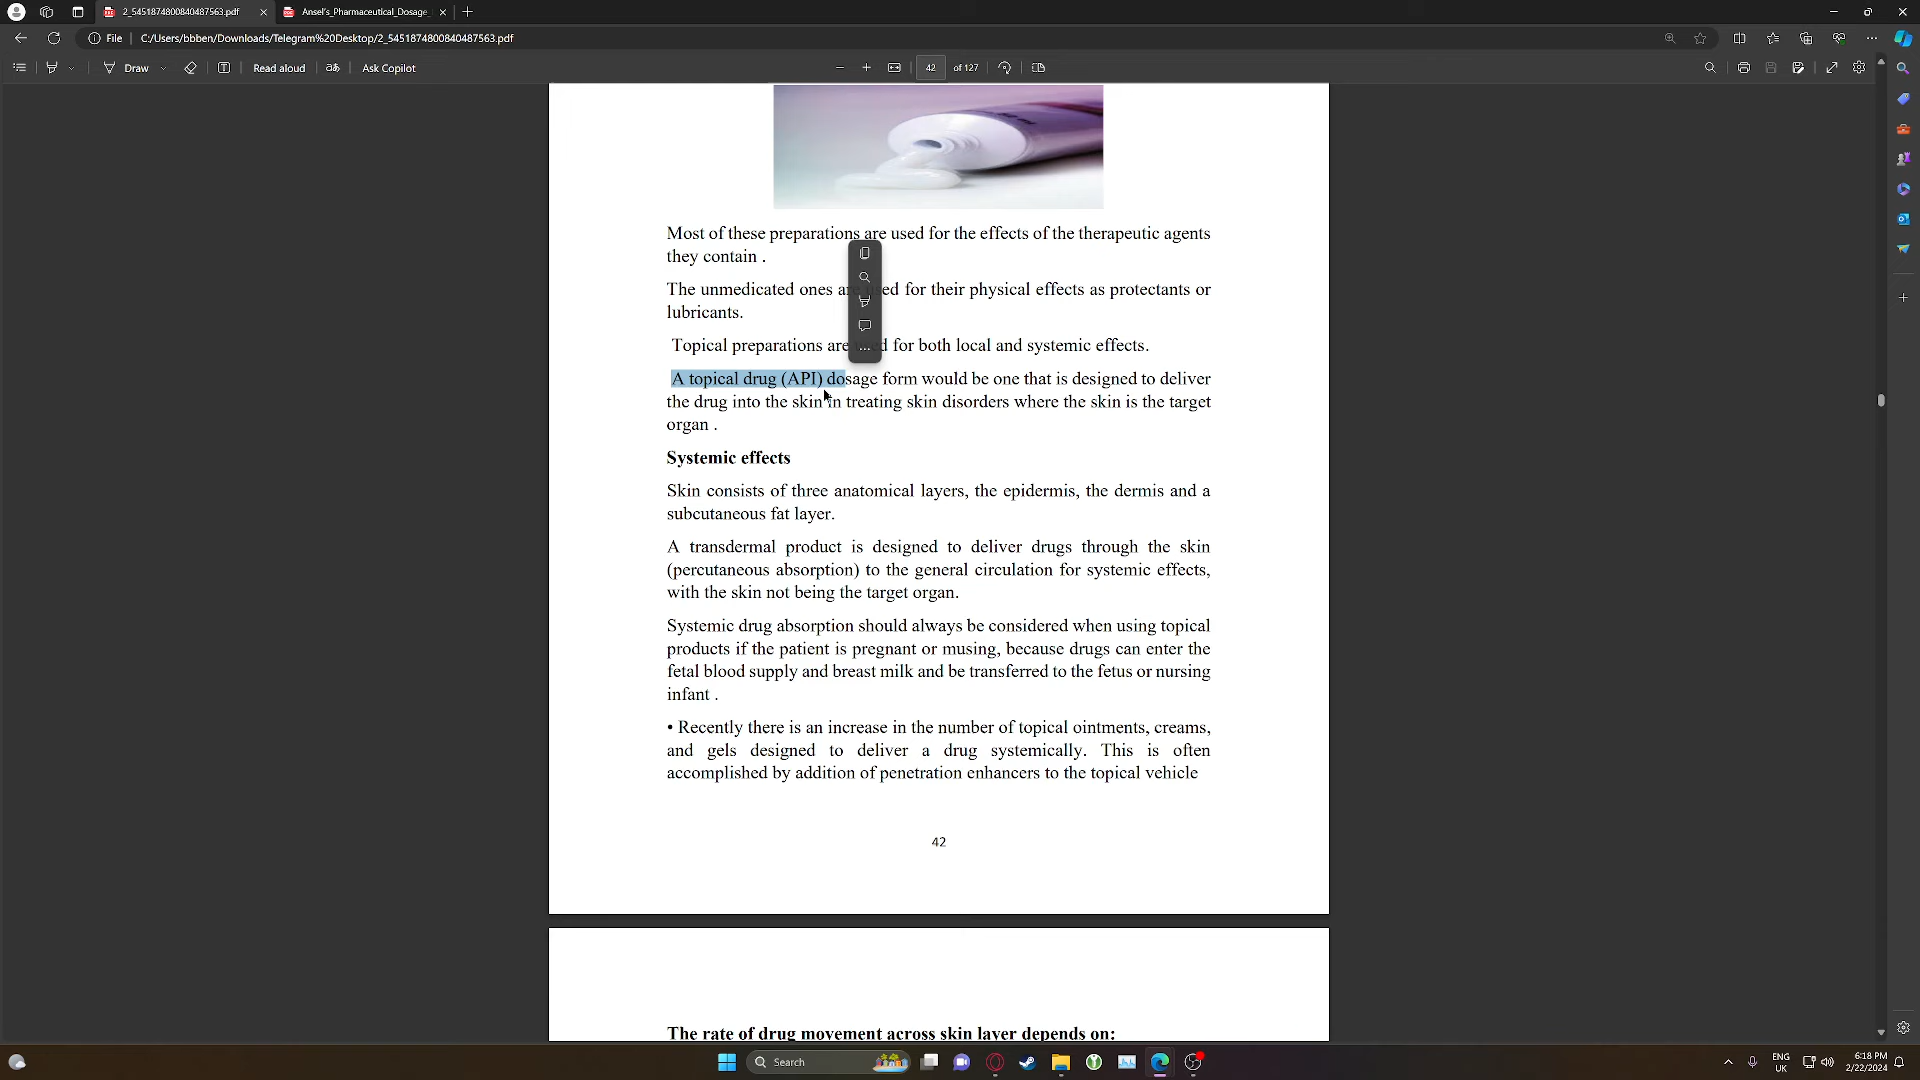 2_5451874800840487563.pdf
Ansel's_Pharmaceutical_Dosage_
File
C:/Users/bbben/Downloads/Telegram%20Desktop/2_5451874800840487563.pdf
Draw
Read aloud
Ask Copilot
42
of 127
Most of these preparations are used for the effects of the therapeutic agents
they contain .
The unmedicated ones are used for their physical effects as protectants or
lubricants.
Topical preparations are used for both local and systemic effects.
A topical drug (API) dosage form would be one that is designed to deliver
the drug into the skin in treating skin disorders where the skin is the target
organ .
Systemic effects
Skin consists of three anatomical layers, the epidermis, the dermis and a
subcutaneous fat layer.
A transdermal product is designed to deliver drugs through the skin
(percutaneous absorption) to the general circulation for systemic effects,
with the skin not being the target organ.
Systemic drug absorption should always be considered when using topical
products if the patient is pregnant or musing, because drugs can enter the
fetal blood supply and breast milk and be transferred to the fetus or nursing
infant .
• Recently there is an increase in the number of topical ointments, creams,
and gels designed to deliver a drug systemically. This is often
accomplished by addition of penetration enhancers to the topical vehicle
42
The rate of drug movement across skin layer depends on:
Search
ENG
UK
6:18 PM
2/22/2024